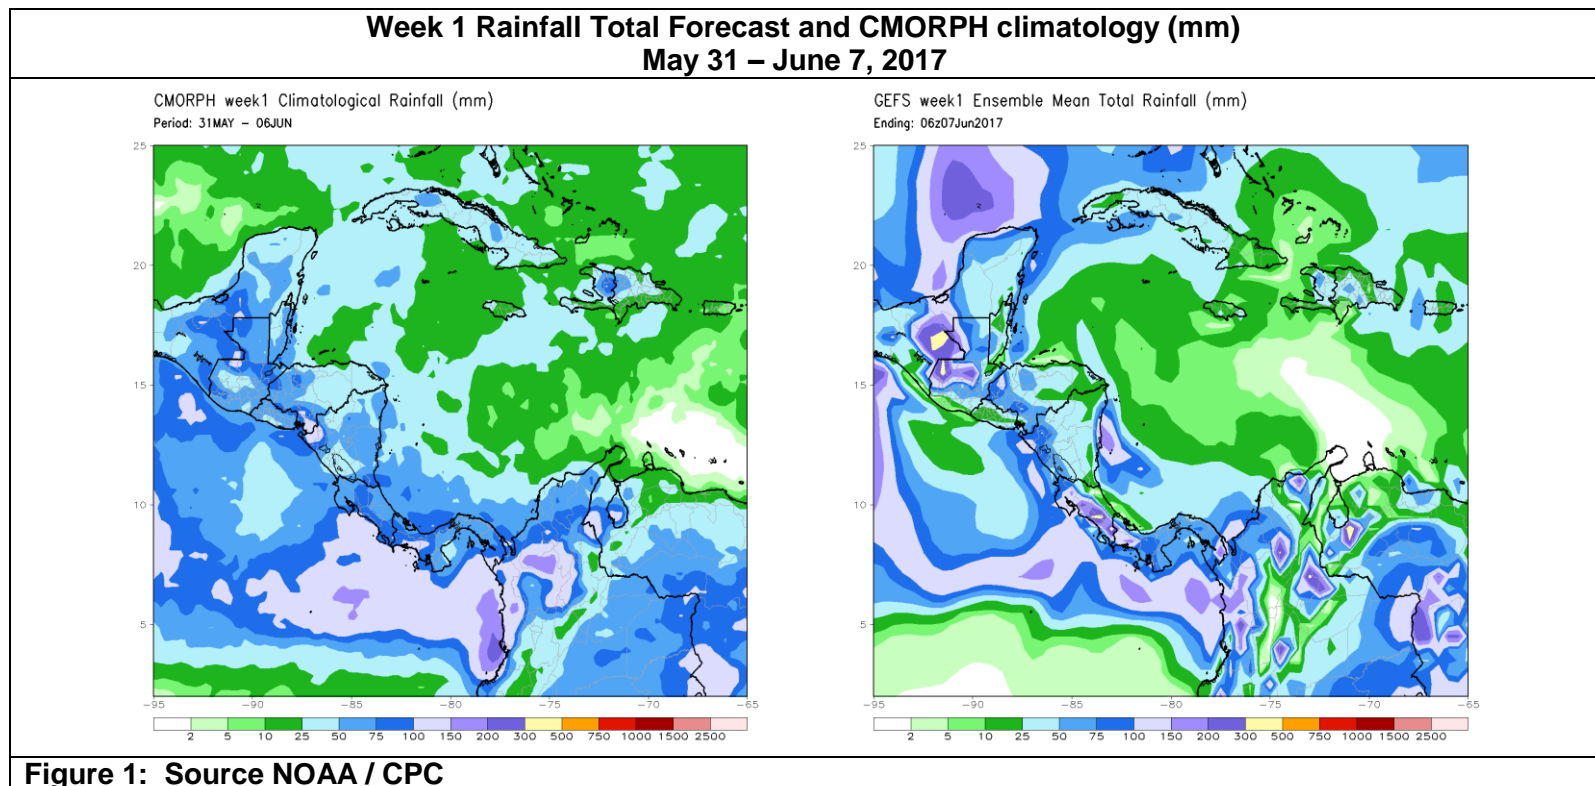 Week 1 Rainfall Total Forecast and CMORPH climatology (mm)
May 31 – June 7, 2017
CMORPH week1 Climatological Rainfall (mm)
Period: 31MAY – 06JUN
25
20
15
10
5
−95 −90 −85 −80 −75 −70 −65
2 5 10 25 50 75 100 150 200 300 500 750 1000 1500 2500
GEFS week1 Ensemble Mean Total Rainfall (mm)
Ending: 06z07Jun2017
25
20
15
10
5
−95 −90 −85 −80 −75 −70 −65
2 5 10 25 50 75 100 150 200 300 500 750 1000 1500 2500
Figure 1: Source NOAA / CPC